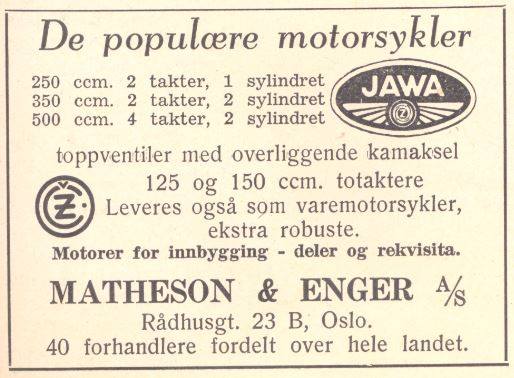 De populære motorsykler
250 ccm. 2 takter, 1 sylindret
350 ccm. 2 takter, 2 sylindret
500 ccm. 4 takter, 2 sylindret
JAWA
ČZ
toppventiler med overliggende kamaksel
ČZ
125 og 150 ccm. totaktere
Leveres også som varemotorsykler,
ekstra robuste.
Motorer for innbygging - deler og rekvisita.
MATHESON & ENGER A/S
Rådhusgt. 23 B, Oslo.
40 forhandlere fordelt over hele landet.